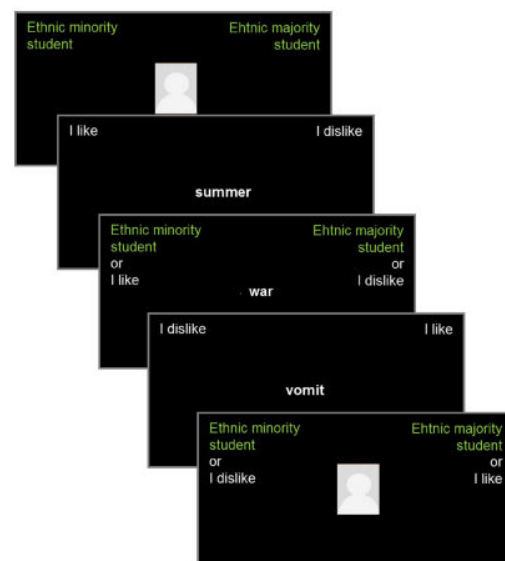 Ethnic minority
student
Ehtnic majority
student
I like
I dislike
summer
Ethnic minority
student
or
I like
Ehtnic majority
student
or
I dislike
war
I dislike
I like
vomit
Ethnic minority
student
or
I dislike
Ehtnic majority
student
or
I like